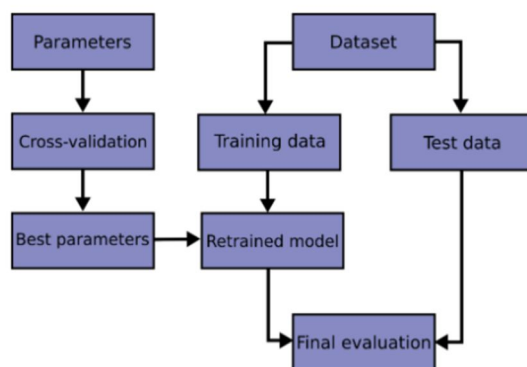 Parameters
Dataset
Cross-validation
Training data
Test data
Best parameters
Retrained model
Final evaluation